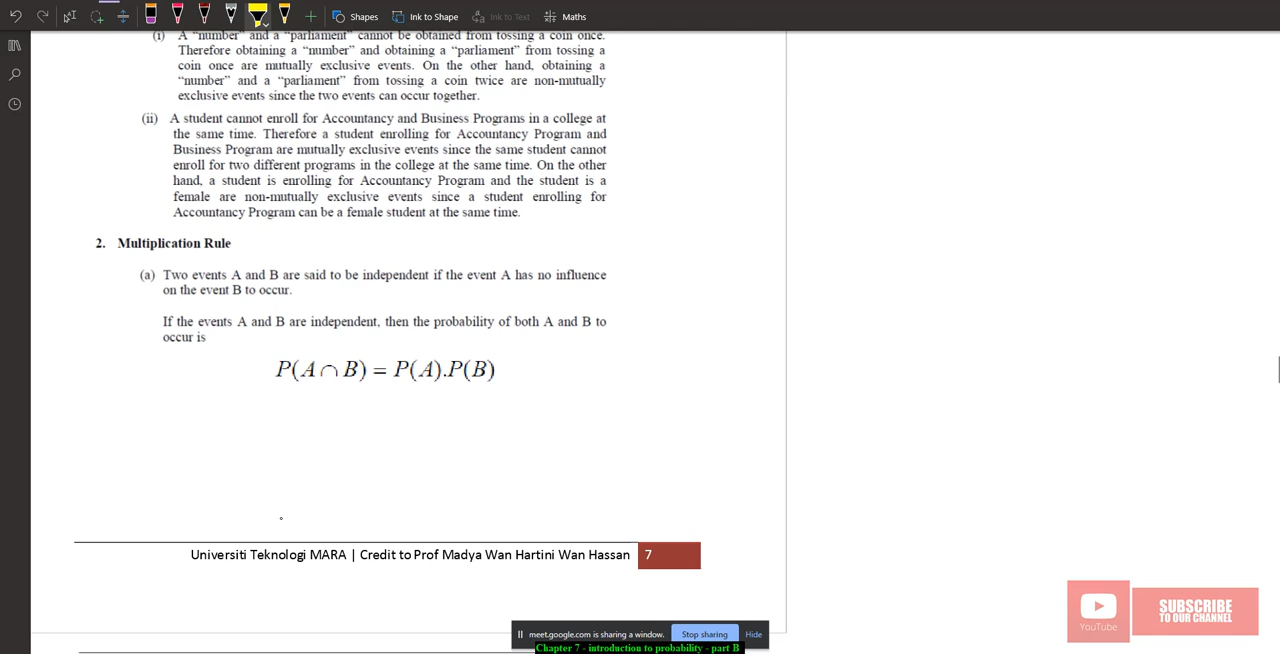 Shapes
Ink to Shape
Ink to Text
Maths
(i) A "number" and a "parliament" cannot be obtained from tossing a coin once.
Therefore obtaining a "number" and obtaining a "parliament" from tossing a
coin once are mutually exclusive events. On the other hand, obtaining a
"number" and a "parliament" from tossing a coin twice are non-mutually
exclusive events since the two events can occur together.
(ii) A student cannot enroll for Accountancy and Business Programs in a college at
the same time. Therefore a student enrolling for Accountancy Program and
Business Program are mutually exclusive events since the same student cannot
enroll for two different programs in the college at the same time. On the other
hand, a student is enrolling for Accountancy Program and the student is a
female are non-mutually exclusive events since a student enrolling for
Accountancy Program can be a female student at the same time.
2. Multiplication Rule
(a) Two events A and B are said to be independent if the event A has no influence
on the event B to occur.
If the events A and B are independent, then the probability of both A and B to
occur is
P(A ∩ B) = P(A).P(B)
Universiti Teknologi MARA | Credit to Prof Madya Wan Hartini Wan Hassan 7
YouTube
SUBSCRIBE
TO OUR CHANNEL
meet.google.com is sharing a window. Stop sharing Hide
Chapter 7 - introduction to probability - part B